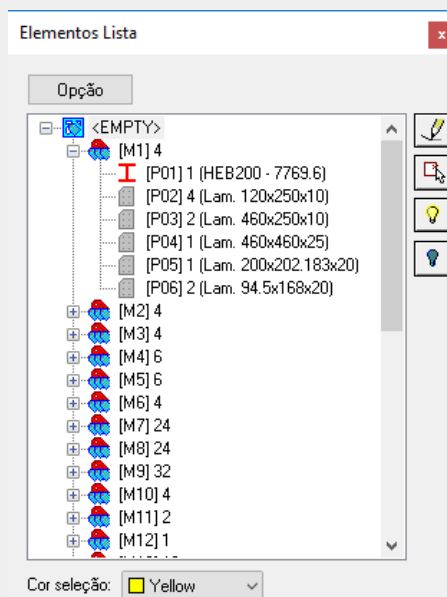 Elementos Lista
x
Opção
<EMPTY>
[M1] 4
[P01] 1 (HEB200 - 7769.6)
[P02] 4 (Lam. 120x250x10)
[P03] 2 (Lam. 460x250x10)
[P04] 1 (Lam. 460x460x25)
[P05] 1 (Lam. 200x202.183x20)
[P06] 2 (Lam. 94.5x168x20)
[M2] 4
[M3] 4
[M4] 6
[M5] 6
[M6] 4
[M7] 24
[M8] 24
[M9] 32
[M10] 4
[M11] 2
[M12] 1
Cor seleção: Yellow